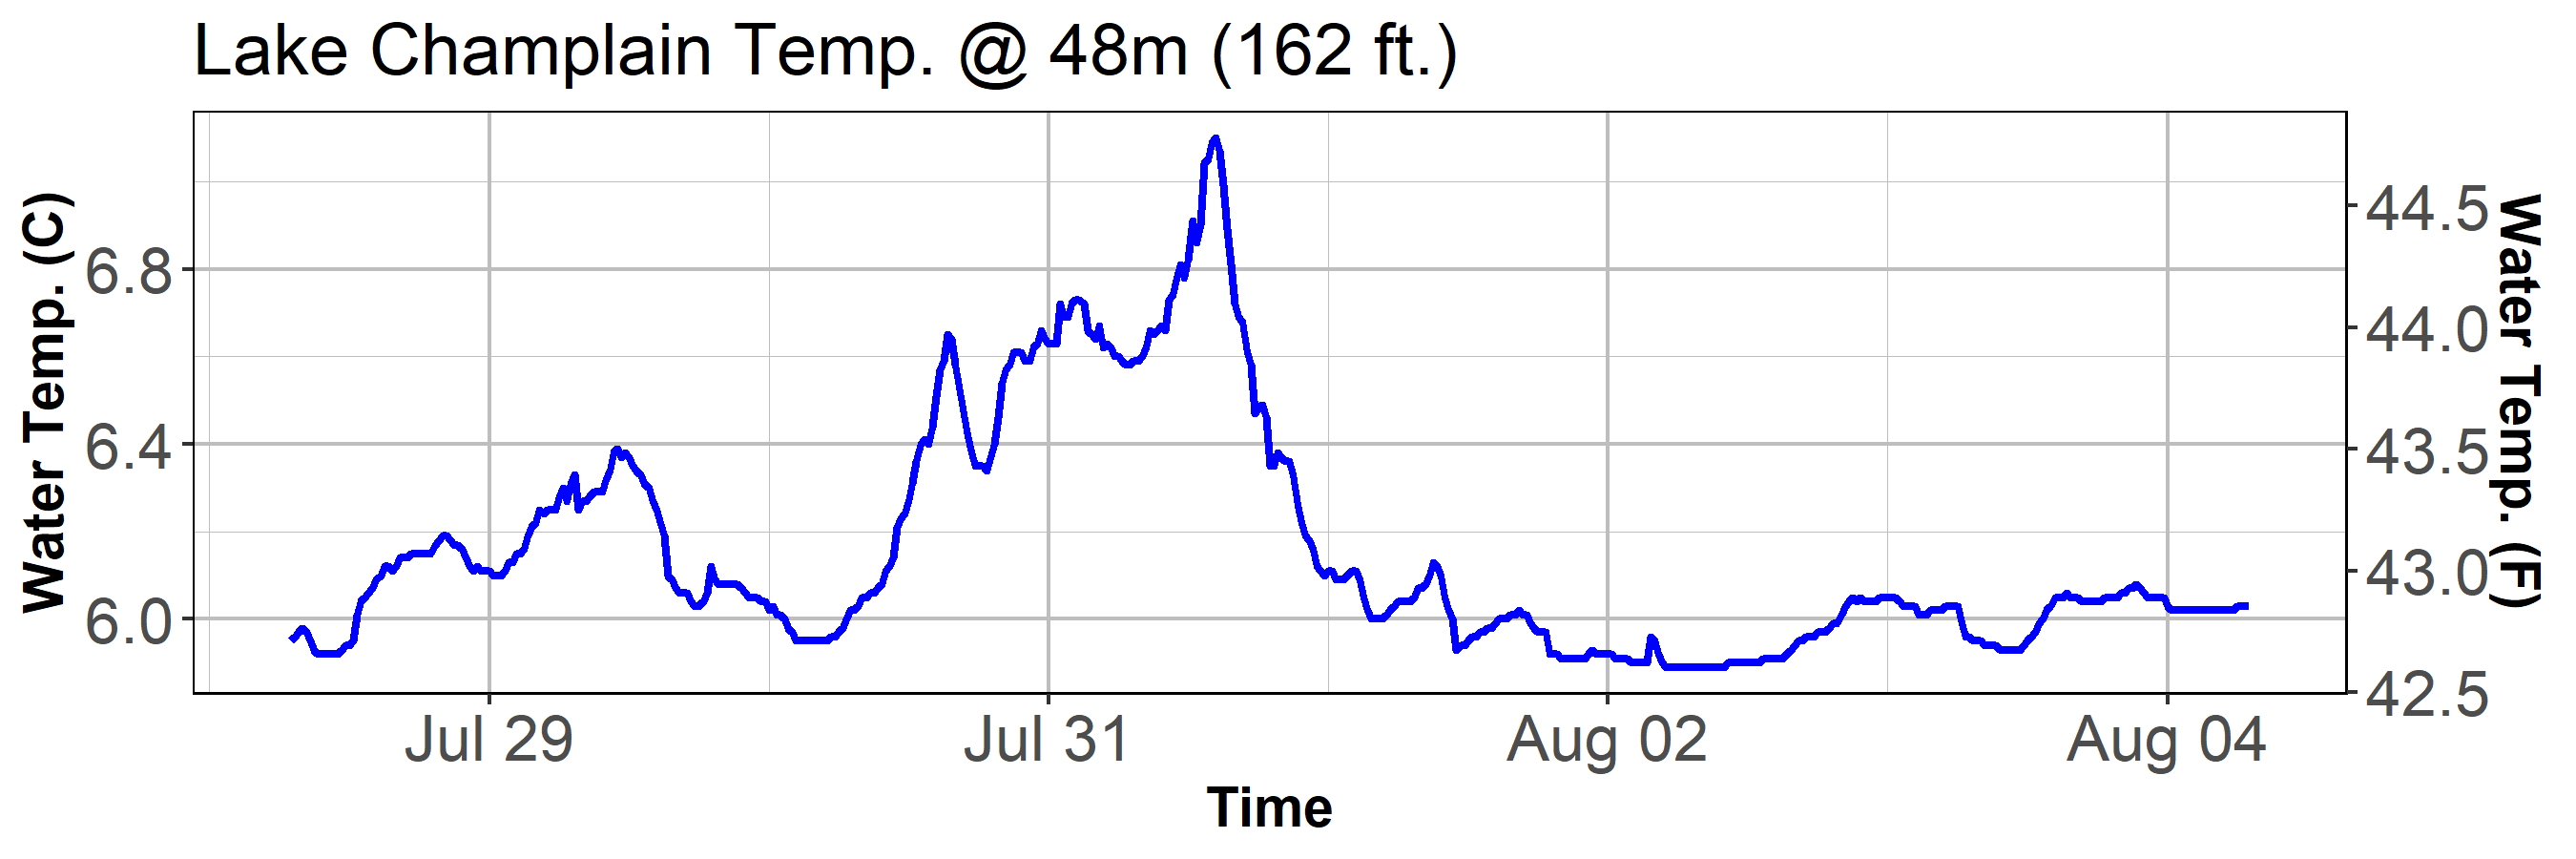 Lake Champlain Temp. @ 48m (162 ft.)
Water Temp. (C)
6.8
6.4
6.0
44.5
44.0
43.5
43.0
42.5
Water Temp. (F)
Jul 29
Jul 31
Aug 02
Aug 04
Time